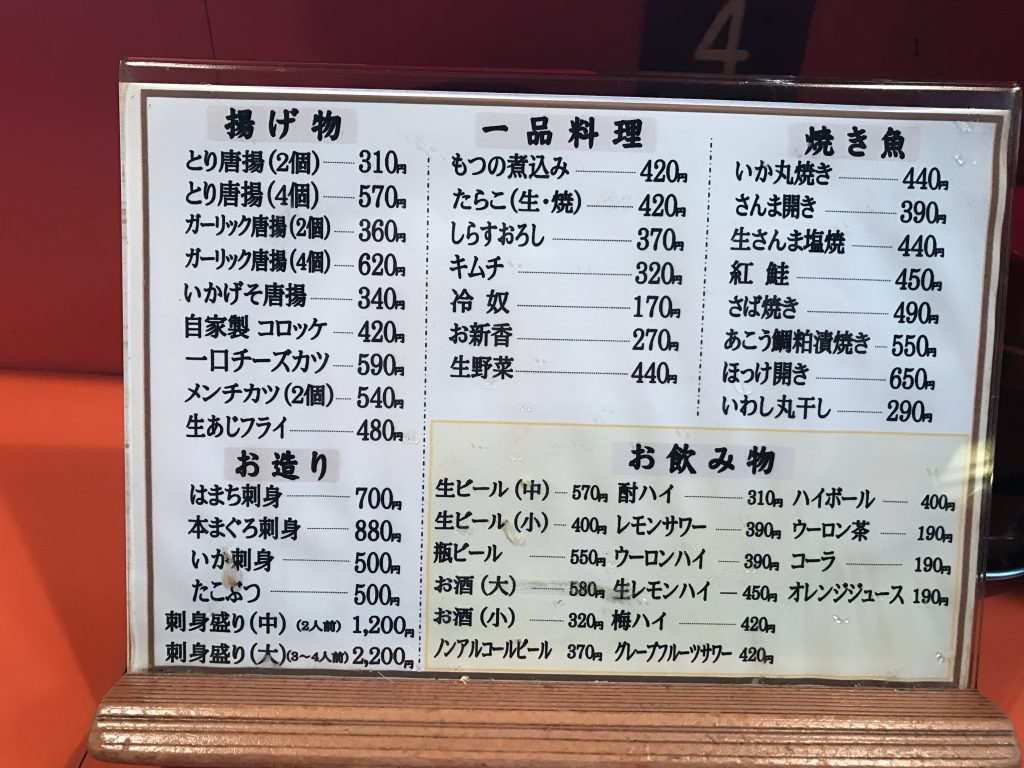 4
揚げ物
とり唐揚(2個) 310円
とり唐揚(4個) 570円
ガーリック唐揚(2個) 360円
ガーリック唐揚(4個) 620円
いかげそ唐揚 340円
自家製 コロッケ 420円
一口チーズカツ 590円
メンチカツ(2個) 540円
生あじフライ 480円
お造り
はまち刺身 700円
本まぐろ刺身 880円
いか刺身 500円
たこぶつ 500円
刺身盛り(中) (2人前) 1,200円
刺身盛り(大)(3～4人前) 2,200円
一品料理
もつの煮込み 420円
たらこ(生・焼) 420円
しらすおろし 370円
キムチ 320円
冷奴 170円
お新香 270円
生野菜 440円
焼き魚
いか丸焼き 440円
さんま開き 390円
生さんま塩焼 440円
紅鮭 450円
さば焼き 490円
あこう鯛粕漬焼き 550円
ほっけ開き 650円
いわし丸干し 290円
お飲み物
生ビール(中) 570円
生ビール(小) 400円
瓶ビール 550円
お酒(大) 580円
お酒(小) 320円
ノンアルコールビール 370円
酎ハイ 310円
レモンサワー 390円
ウーロンハイ 390円
生レモンハイ 450円
梅ハイ 420円
グレープフルーツサワー 420円
ハイボール 400円
ウーロン茶 190円
コーラ 190円
オレンジジュース 190円